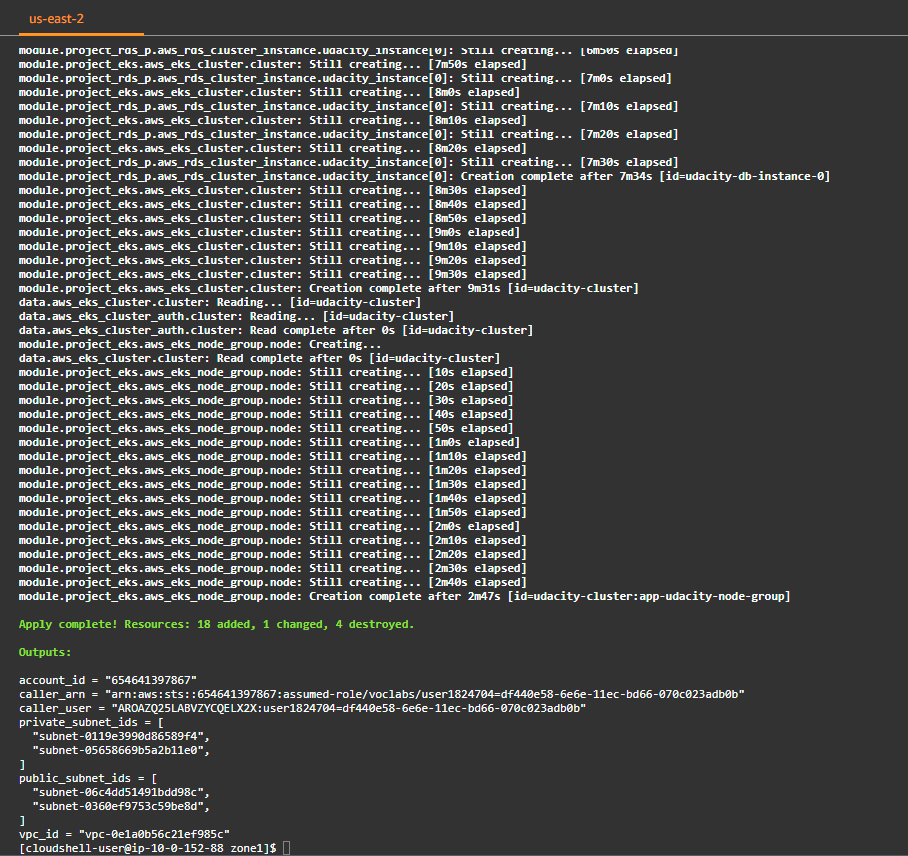 us-east-2
module.project_rds_p.aws_rds_cluster_instance.udacity_instance[0]: Still creating... [6m50s elapsed]
module.project_eks.aws_eks_cluster.cluster: Still creating... [7m50s elapsed]
module.project_rds_p.aws_rds_cluster_instance.udacity_instance[0]: Still creating... [7m0s elapsed]
module.project_eks.aws_eks_cluster.cluster: Still creating... [8m0s elapsed]
module.project_rds_p.aws_rds_cluster_instance.udacity_instance[0]: Still creating... [7m10s elapsed]
module.project_eks.aws_eks_cluster.cluster: Still creating... [8m10s elapsed]
module.project_rds_p.aws_rds_cluster_instance.udacity_instance[0]: Still creating... [7m20s elapsed]
module.project_eks.aws_eks_cluster.cluster: Still creating... [8m20s elapsed]
module.project_rds_p.aws_rds_cluster_instance.udacity_instance[0]: Still creating... [7m30s elapsed]
module.project_rds_p.aws_rds_cluster_instance.udacity_instance[0]: Creation complete after 7m34s [id=udacity-db-instance-0]
module.project_eks.aws_eks_cluster.cluster: Still creating... [8m30s elapsed]
module.project_eks.aws_eks_cluster.cluster: Still creating... [8m40s elapsed]
module.project_eks.aws_eks_cluster.cluster: Still creating... [8m50s elapsed]
module.project_eks.aws_eks_cluster.cluster: Still creating... [9m0s elapsed]
module.project_eks.aws_eks_cluster.cluster: Still creating... [9m10s elapsed]
module.project_eks.aws_eks_cluster.cluster: Still creating... [9m20s elapsed]
module.project_eks.aws_eks_cluster.cluster: Still creating... [9m30s elapsed]
module.project_eks.aws_eks_cluster.cluster: Creation complete after 9m31s [id=udacity-cluster]
data.aws_eks_cluster.cluster: Reading... [id=udacity-cluster]
data.aws_eks_cluster_auth.cluster: Reading... [id=udacity-cluster]
data.aws_eks_cluster_auth.cluster: Read complete after 0s [id=udacity-cluster]
module.project_eks.aws_eks_node_group.node: Creating...
data.aws_eks_cluster.cluster: Read complete after 0s [id=udacity-cluster]
module.project_eks.aws_eks_node_group.node: Still creating... [10s elapsed]
module.project_eks.aws_eks_node_group.node: Still creating... [20s elapsed]
module.project_eks.aws_eks_node_group.node: Still creating... [30s elapsed]
module.project_eks.aws_eks_node_group.node: Still creating... [40s elapsed]
module.project_eks.aws_eks_node_group.node: Still creating... [50s elapsed]
module.project_eks.aws_eks_node_group.node: Still creating... [1m0s elapsed]
module.project_eks.aws_eks_node_group.node: Still creating... [1m10s elapsed]
module.project_eks.aws_eks_node_group.node: Still creating... [1m20s elapsed]
module.project_eks.aws_eks_node_group.node: Still creating... [1m30s elapsed]
module.project_eks.aws_eks_node_group.node: Still creating... [1m40s elapsed]
module.project_eks.aws_eks_node_group.node: Still creating... [1m50s elapsed]
module.project_eks.aws_eks_node_group.node: Still creating... [2m0s elapsed]
module.project_eks.aws_eks_node_group.node: Still creating... [2m10s elapsed]
module.project_eks.aws_eks_node_group.node: Still creating... [2m20s elapsed]
module.project_eks.aws_eks_node_group.node: Still creating... [2m30s elapsed]
module.project_eks.aws_eks_node_group.node: Still creating... [2m40s elapsed]
module.project_eks.aws_eks_node_group.node: Creation complete after 2m47s [id=udacity-cluster:app-udacity-node-group]
Apply complete! Resources: 18 added, 1 changed, 4 destroyed.
Outputs:
account_id = "654641397867"
caller_arn = "arn:aws:sts::654641397867:assumed-role/voclabs/user1824704=df440e58-6e6e-11ec-bd66-070c023adb0b"
caller_user = "AROAZQ25LABVZYCQELX2X:user1824704=df440e58-6e6e-11ec-bd66-070c023adb0b"
private_subnet_ids = [
"subnet-0119e3990d86589f4",
"subnet-05658669b5a2b11e0",
]
public_subnet_ids = [
"subnet-06c4dd51491bdd98c",
"subnet-0360ef9753c59be8d",
]
vpc_id = "vpc-0e1a0b56c21ef985c"
[cloudshell-user@ip-10-0-152-88 zone1]$